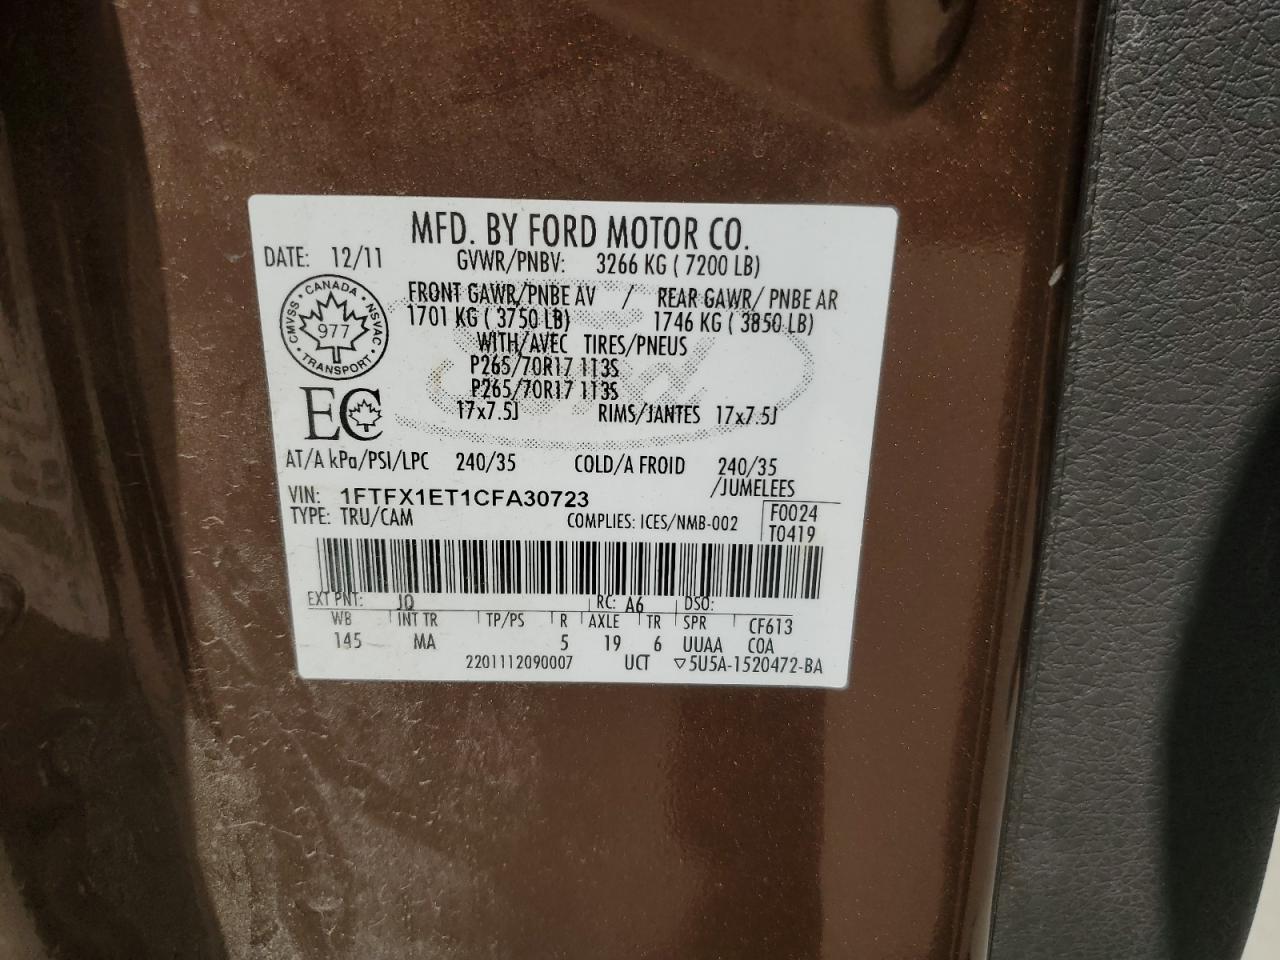 MFD. BY FORD MOTOR CO.
DATE: 12/11 GVWR/PNBV: 3266 KG ( 7200 LB)
CANADA
CMVSS NSVAC
977
TRANSPORT
FRONT GAWR/PNBE AV / REAR GAWR/ PNBE AR
1701 KG ( 3750 LB) 1746 KG ( 3850 LB)
WITH/AVEC TIRES/PNEUS
P265/70R17 113S
P265/70R17 113S
EC
17x7.5J RIMS/JANTES 17x7.5J
AT/A kPa/PSI/LPC 240/35 COLD/A FROID 240/35
/JUMELEES
VIN: 1FTFX1ET1CFA30723
TYPE: TRU/CAM COMPLIES: ICES/NMB-002
F0024
T0419
EXT PNT: JQ RC: A6 DSO:
WB INT TR TP/PS R AXLE TR SPR CF613
145 MA 5 19 6 UUAA COA
2201112090007 UCT ▽5U5A-1520472-BA